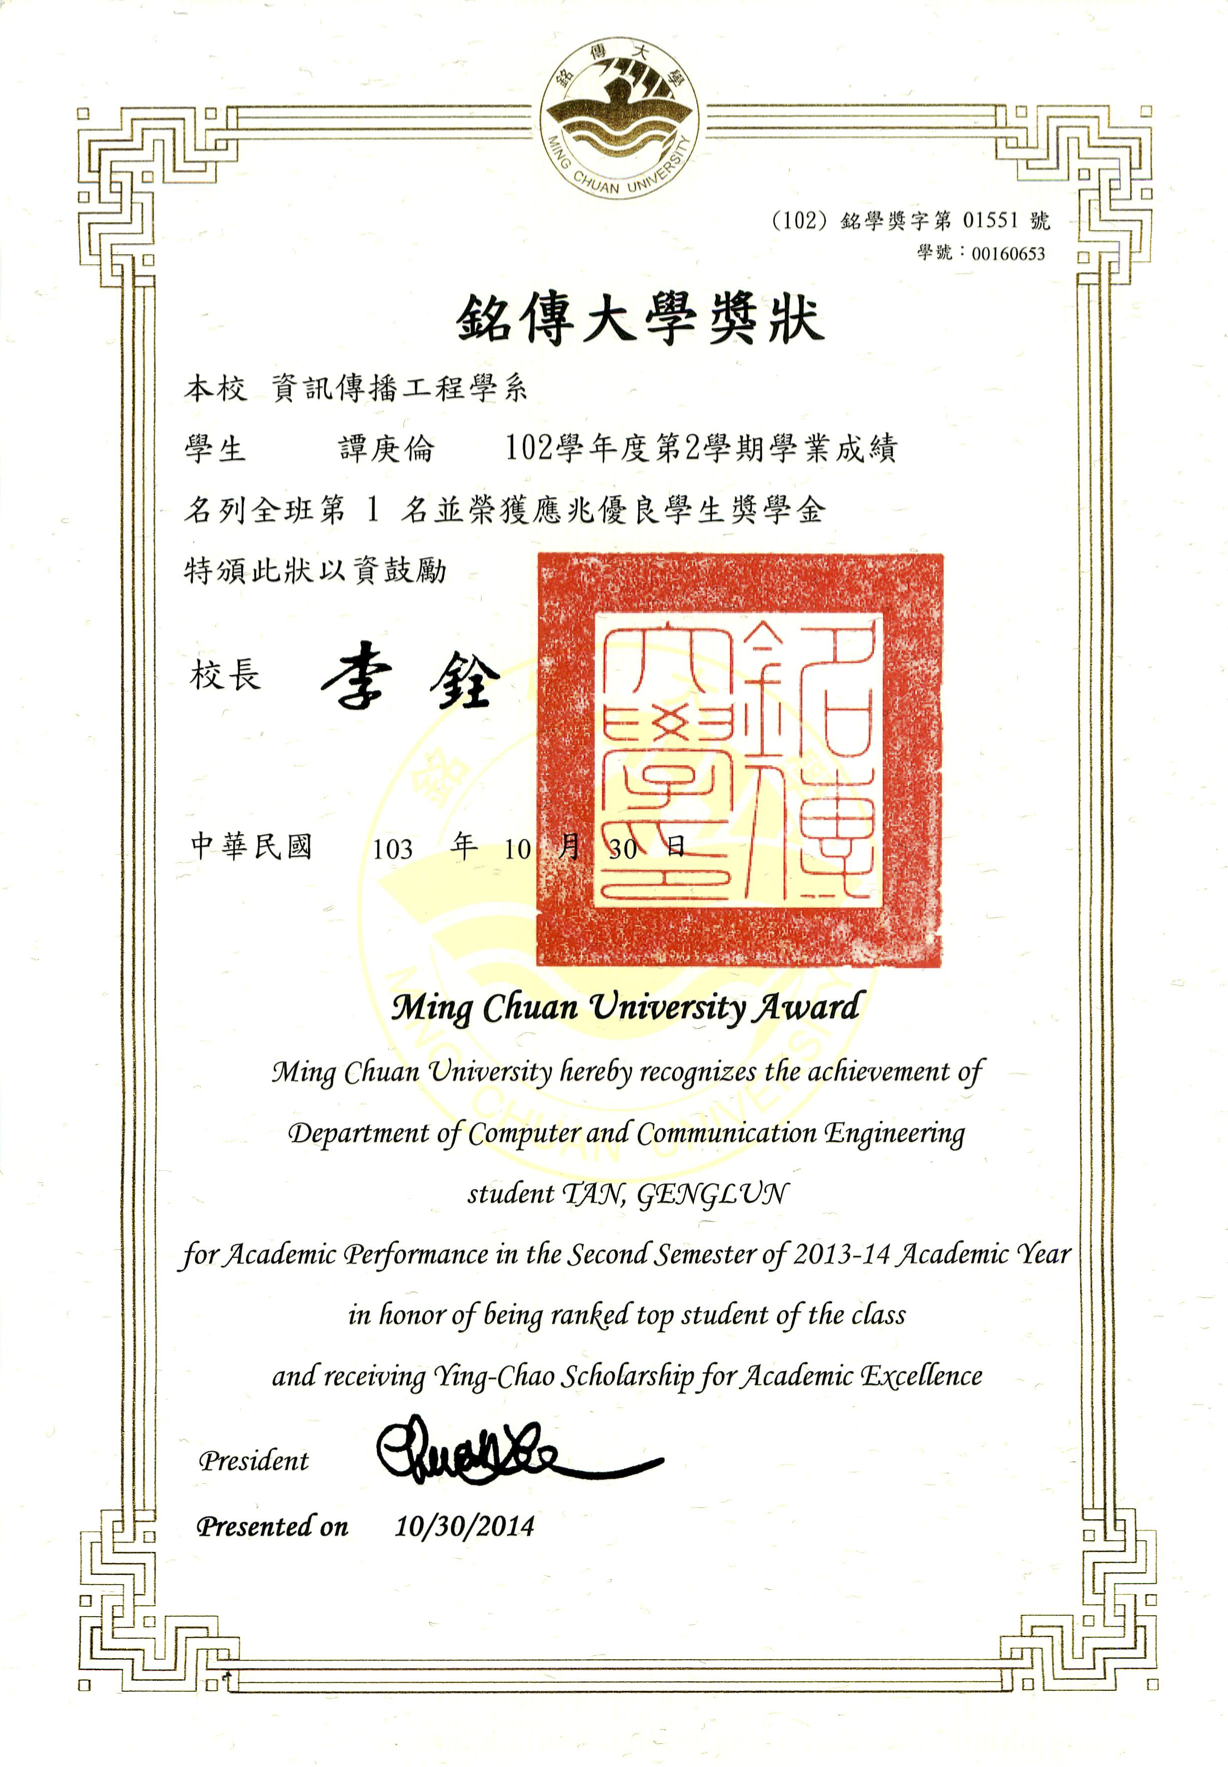 銘傳大學
MING CHUAN UNIVERSITY
(102) 銘學獎字第 01551 號
學號：00160653
銘傳大學獎狀
本校 資訊傳播工程學系
學生 譚庚倫 102學年度第2學期學業成績
名列全班第 1 名並榮獲應兆優良學生獎學金
特頒此狀以資鼓勵
校長 李銓
銘傳大學印
中華民國 103 年 10 月 30 日
Ming Chuan University Award
Ming Chuan University hereby recognizes the achievement of
Department of Computer and Communication Engineering
student TAN, GENGLUN
for Academic Performance in the Second Semester of 2013-14 Academic Year
in honor of being ranked top student of the class
and receiving Ying-Chao Scholarship for Academic Excellence
President Chuan Lee
Presented on 10/30/2014